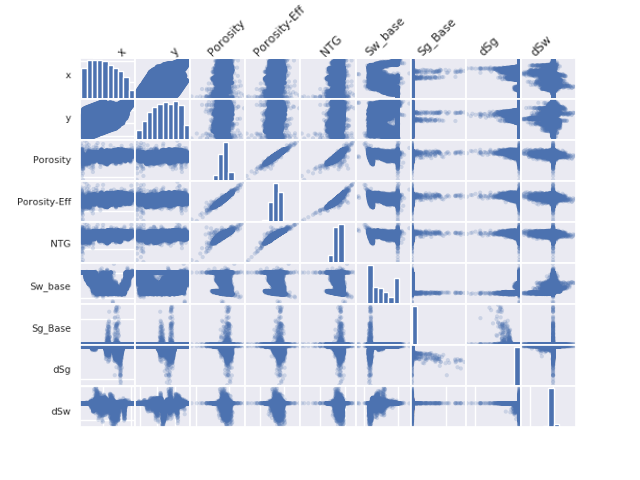 x y Porosity Porosity-Eff NTG Sw_base Sg_Base dSg dSw
x
y
Porosity
Porosity-Eff
NTG
Sw_base
Sg_Base
dSg
dSw